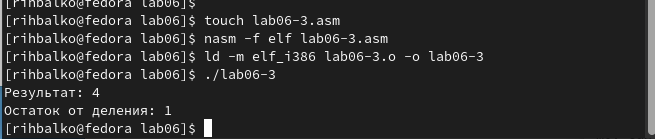 [rihbalko@fedora lab06]$
[rihbalko@fedora lab06]$ touch lab06-3.asm
[rihbalko@fedora lab06]$ nasm -f elf lab06-3.asm
[rihbalko@fedora lab06]$ ld -m elf_i386 lab06-3.o -o lab06-3
[rihbalko@fedora lab06]$ ./lab06-3
Результат: 4
Остаток от деления: 1
[rihbalko@fedora lab06]$